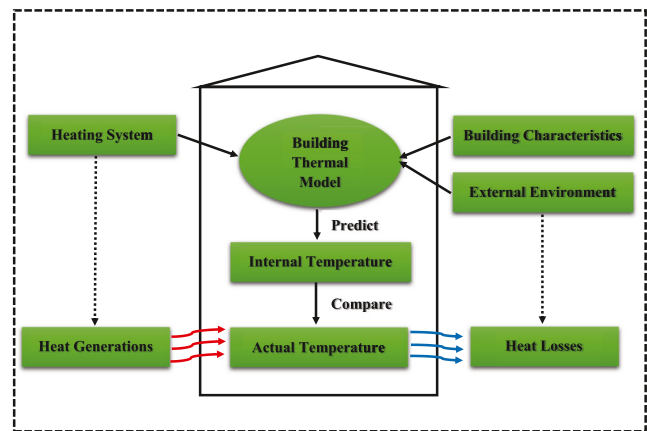 Heating System
Building
Thermal
Model
Building Characteristics
External Environment
Predict
Internal Temperature
Compare
Heat Generations
Actual Temperature
Heat Losses